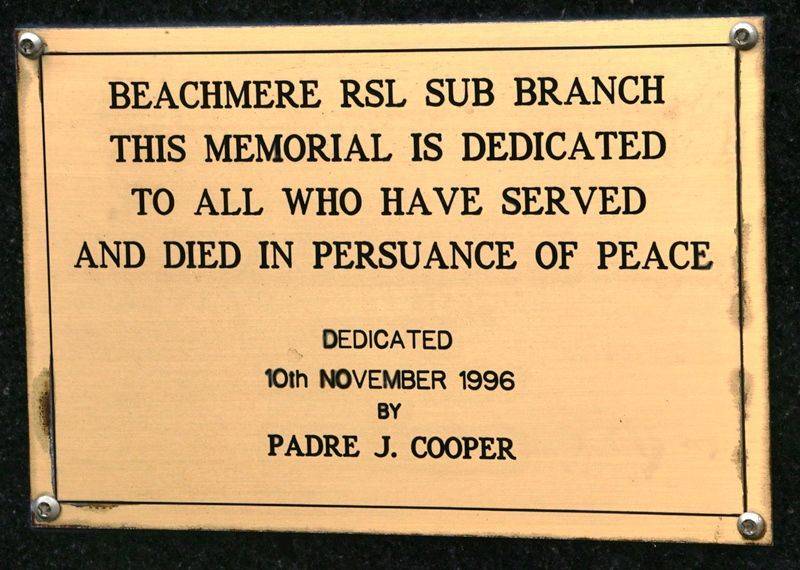 BEACHMERE RSL SUB BRANCH
THIS MEMORIAL IS DEDICATED
TO ALL WHO HAVE SERVED
AND DIED IN PERSUANCE OF PEACE
DEDICATED
10th NOVEMBER 1996
BY
PADRE J. COOPER